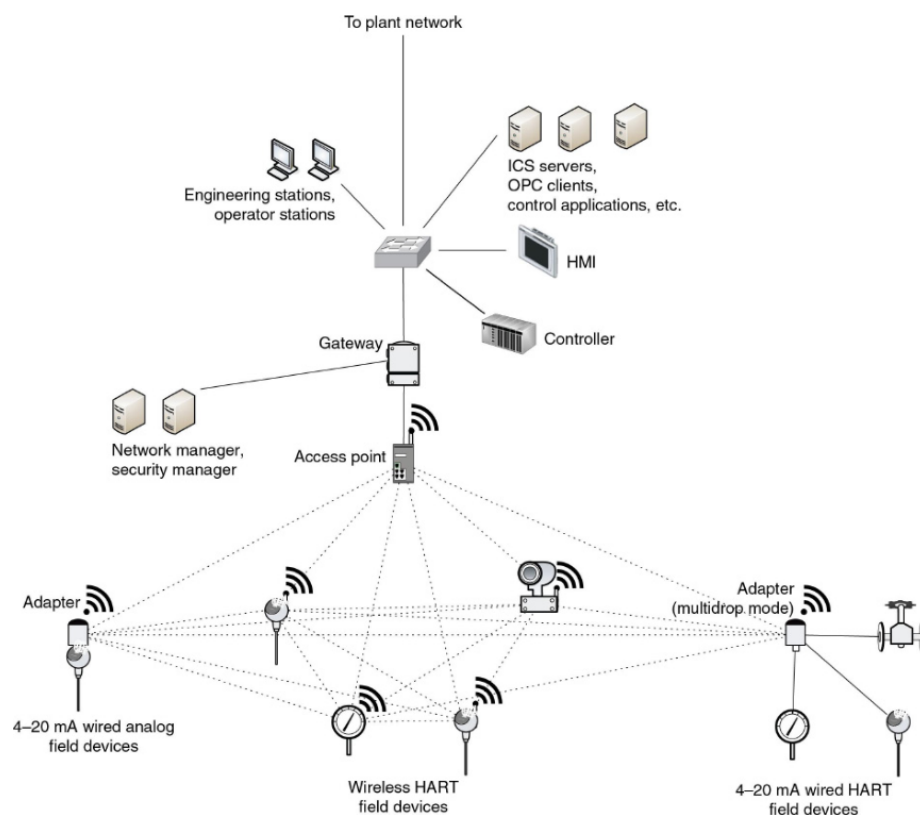 To plant network
ICS servers,
OPC clients,
control applications, etc.
Engineering stations,
operator stations
HMI
Controller
Gateway
Network manager,
security manager
Access point
Adapter
Adapter
(multidrop mode)
4–20 mA wired analog
field devices
Wireless HART
field devices
4–20 mA wired HART
field devices